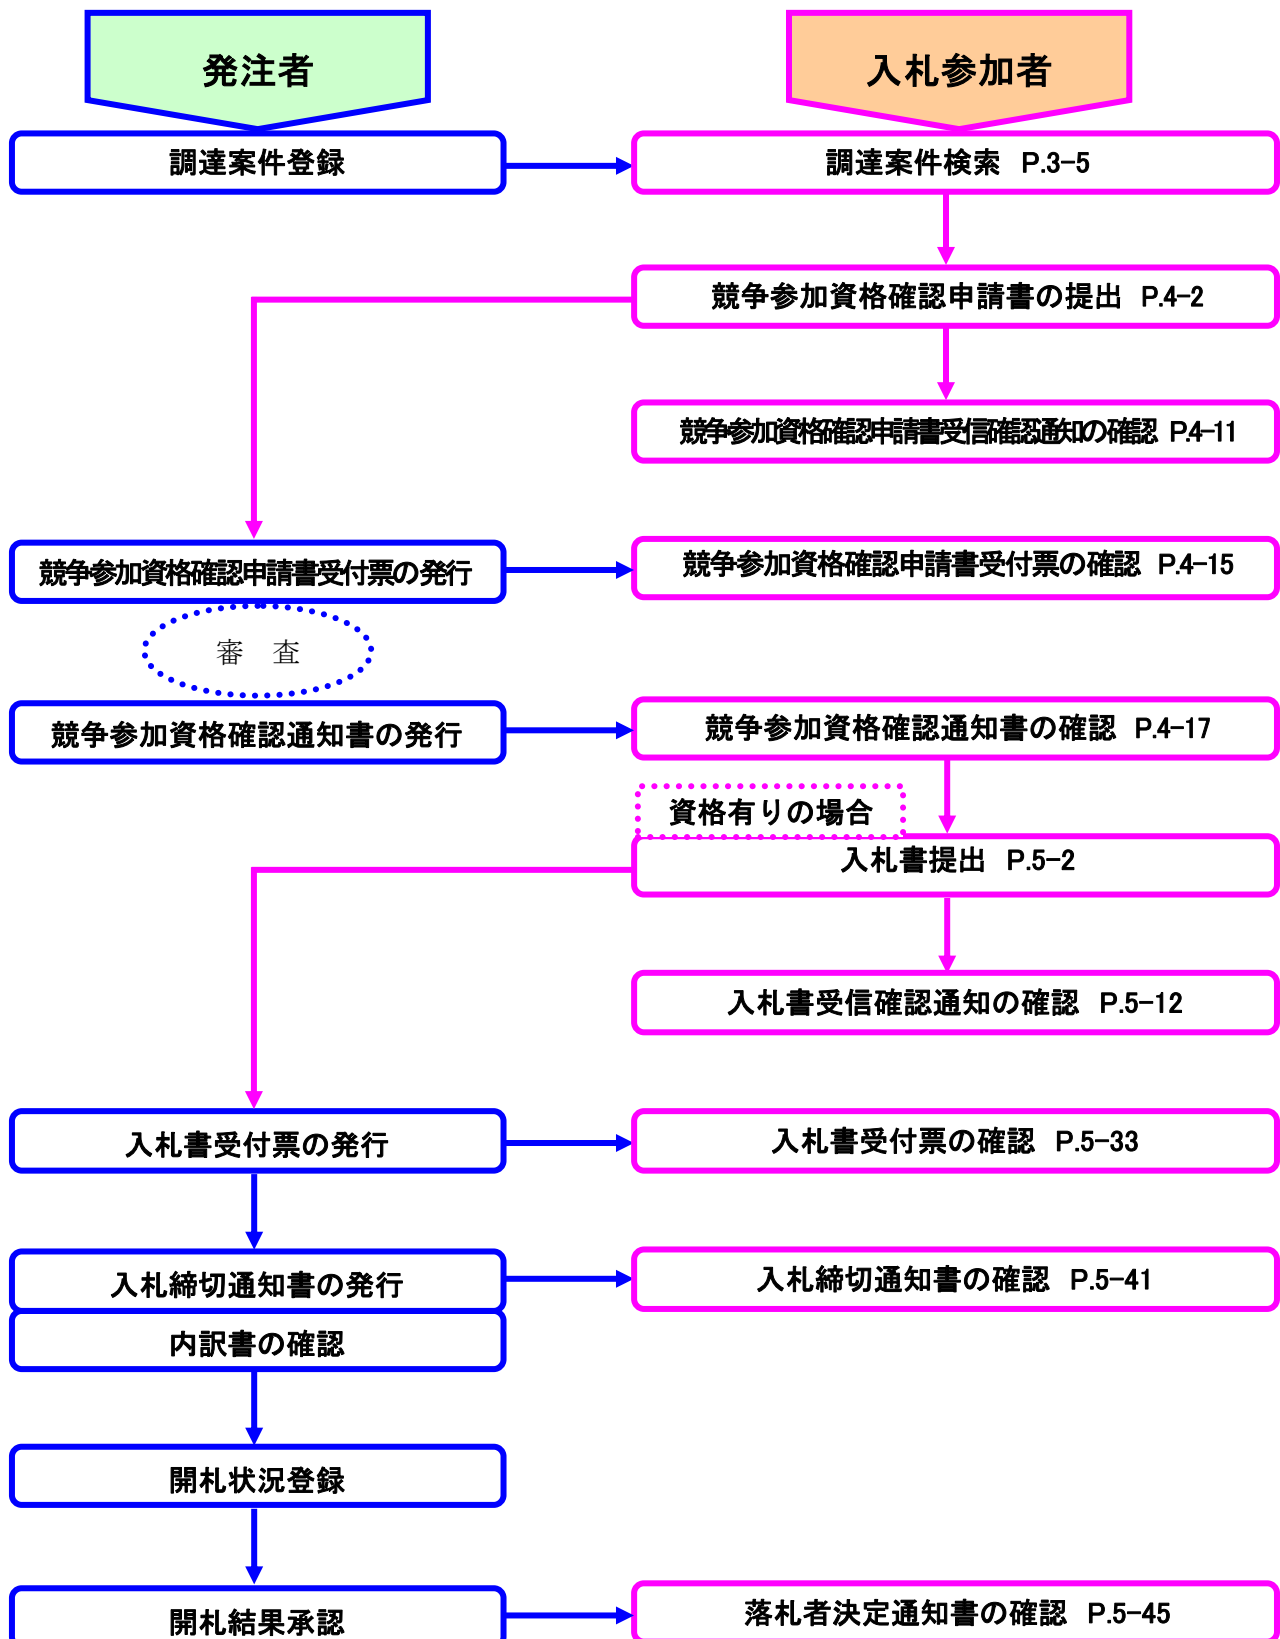 発注者
入札参加者
調達案件登録
調達案件検索　P.3-5
競争参加資格確認申請書の提出　P.4-2
競争参加資格確認申請書受信確認通知の確認　P.4-11
競争参加資格確認申請書受付票の発行
競争参加資格確認申請書受付票の確認　P.4-15
審　査
競争参加資格確認通知書の発行
競争参加資格確認通知書の確認　P.4-17
資格有りの場合
入札書提出　P.5-2
入札書受信確認通知の確認　P.5-12
入札書受付票の発行
入札書受付票の確認　P.5-33
入札締切通知書の発行
入札締切通知書の確認　P.5-41
内訳書の確認
開札状況登録
開札結果承認
落札者決定通知書の確認　P.5-45